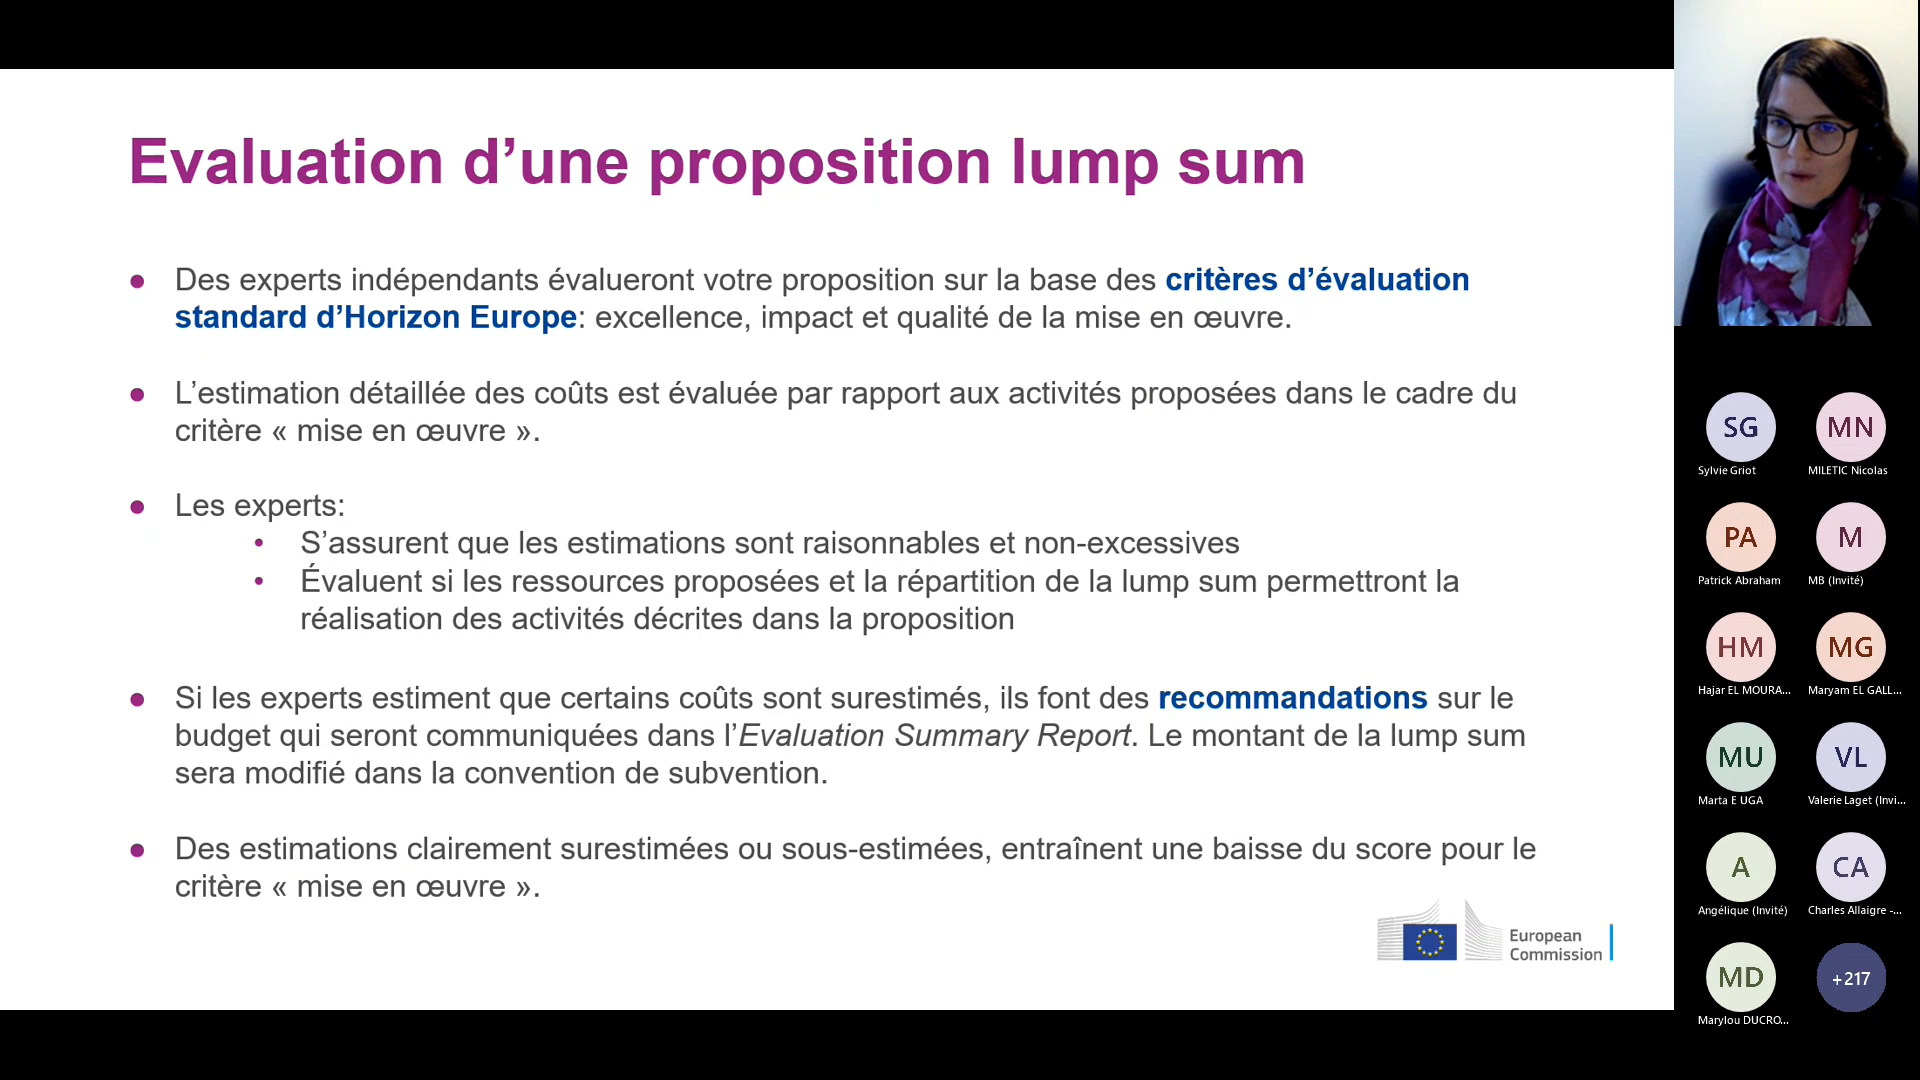 Evaluation d’une proposition lump sum
● Des experts indépendants évalueront votre proposition sur la base des critères d’évaluation
standard d’Horizon Europe: excellence, impact et qualité de la mise en œuvre.
● L’estimation détaillée des coûts est évaluée par rapport aux activités proposées dans le cadre du
critère « mise en œuvre ».
● Les experts:
• S’assurent que les estimations sont raisonnables et non-excessives
• Évaluent si les ressources proposées et la répartition de la lump sum permettront la
réalisation des activités décrites dans la proposition
● Si les experts estiment que certains coûts sont surestimés, ils font des recommandations sur le
budget qui seront communiquées dans l’Evaluation Summary Report. Le montant de la lump sum
sera modifié dans la convention de subvention.
● Des estimations clairement surestimées ou sous-estimées, entraînent une baisse du score pour le
critère « mise en œuvre ».
European
Commission
SG
Sylvie Griot
MN
MILETIC Nicolas
PA
Patrick Abraham
M
MB (Invité)
HM
Hajar EL MOURA...
MG
Maryam EL GALL...
MU
Marta E UGA
VL
Valerie Laget (Invi...
A
Angélique (Invité)
CA
Charles Allaigre -...
MD
Marylou DUCRO...
+217